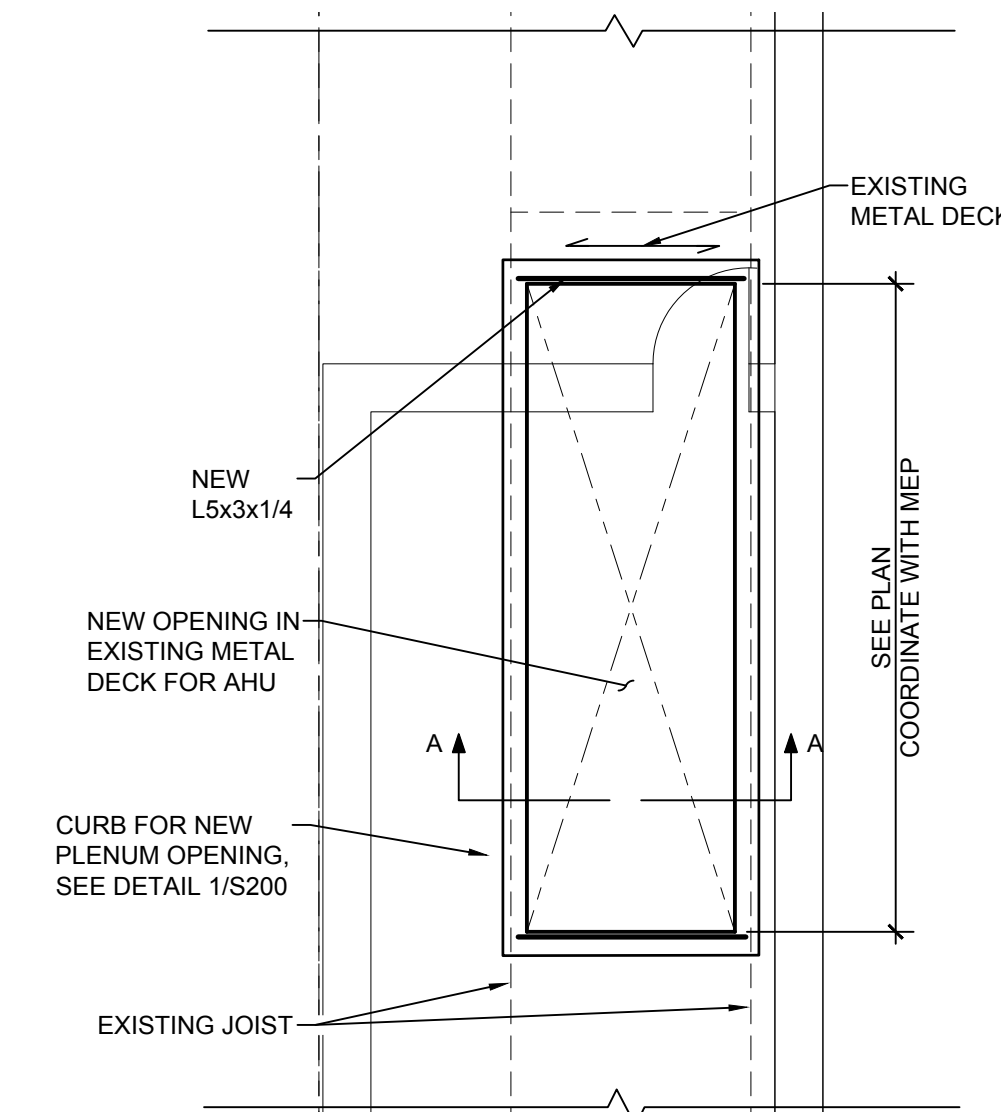 EXISTING
METAL DECK
NEW
L5x3x1/4
SEE PLAN
COORDINATE WITH MEP
NEW OPENING IN
EXISTING METAL
DECK FOR AHU
A
A
CURB FOR NEW
PLENUM OPENING,
SEE DETAIL 1/S200
EXISTING JOIST